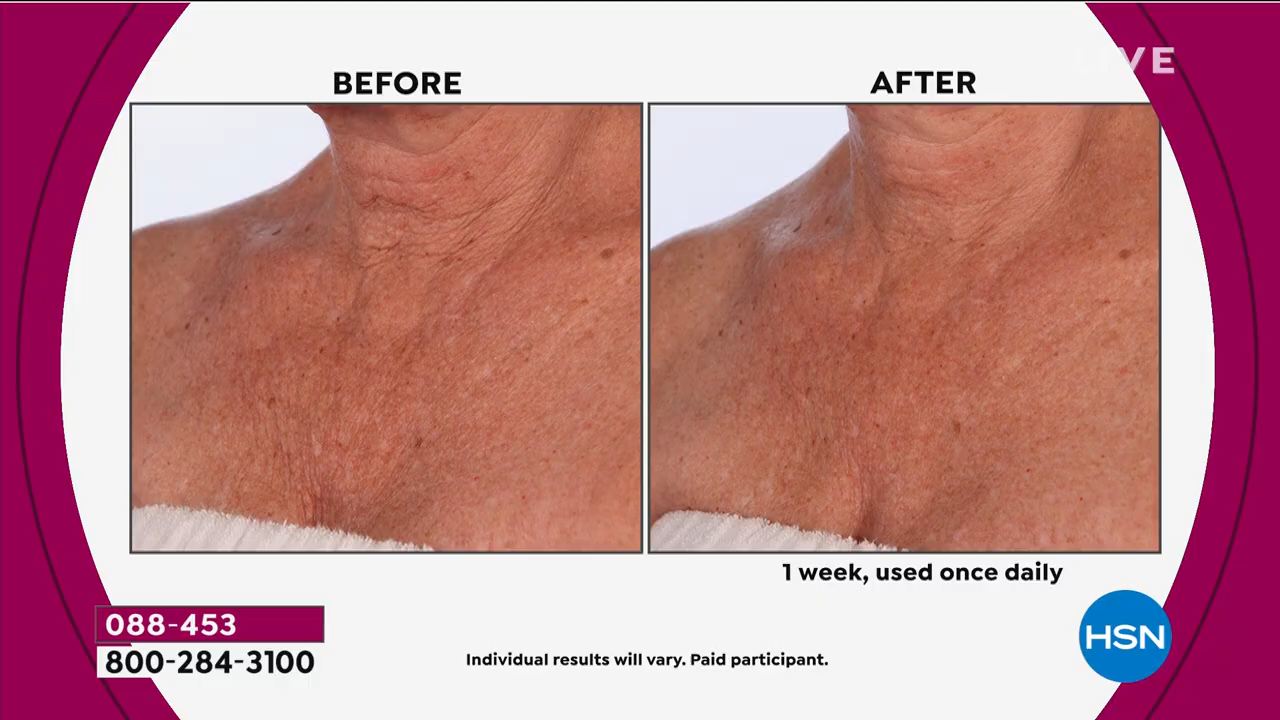 LIVE
BEFORE
AFTER
1 week, used once daily
088-453
800-284-3100
Individual results will vary. Paid participant.
HSN